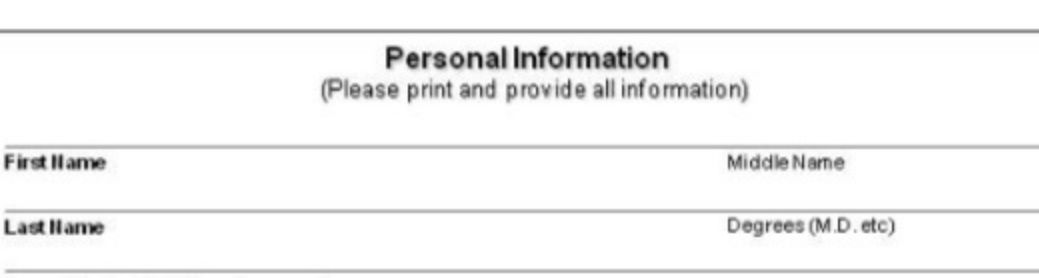 Personal Information
(Please print and provide all information)
First Name
Middle Name
Last Name
Degrees (M.D. etc)